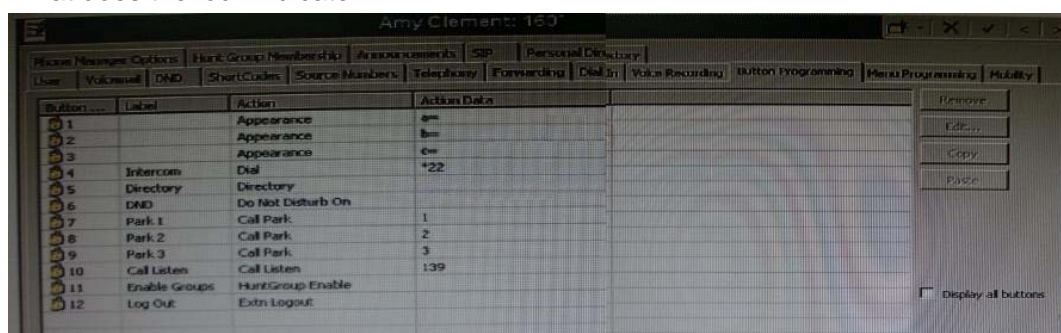 Amy Clement: 160*
Phone Manager Options Hunt Group Membership Announcements SIP Personal Directory
User Voicemail DND ShortCodes Source Numbers Telephony Forwarding Dial In Voice Recording Button Programming Menu Programming Mobility
Button ... Label Action Action Data
1 Appearance a=
2 Appearance b=
3 Appearance c=
4 Intercom Dial *22
5 Directory Directory
6 DND Do Not Disturb On
7 Park 1 Call Park 1
8 Park 2 Call Park 2
9 Park 3 Call Park 3
10 Call Listen Call Listen 139
11 Enable Groups HuntGroup Enable
12 Log Out Extn Logout
Remove
Edit...
Copy
Paste
Display all buttons